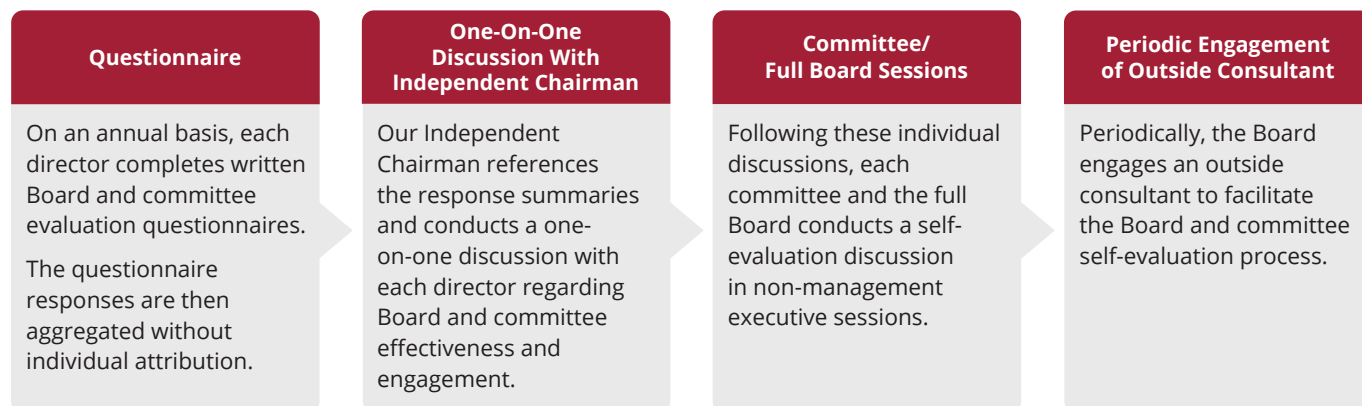 Questionnaire
On an annual basis, each
director completes written
Board and committee
evaluation questionnaires.
The questionnaire
responses are then
aggregated without
individual attribution.
One-On-One
Discussion With
Independent Chairman
Our Independent
Chairman references
the response summaries
and conducts a one-
on-one discussion with
each director regarding
Board and committee
effectiveness and
engagement.
Committee/
Full Board Sessions
Following these individual
discussions, each
committee and the full
Board conducts a self-
evaluation discussion
in non-management
executive sessions.
Periodic Engagement
of Outside Consultant
Periodically, the Board
engages an outside
consultant to facilitate
the Board and committee
self-evaluation process.